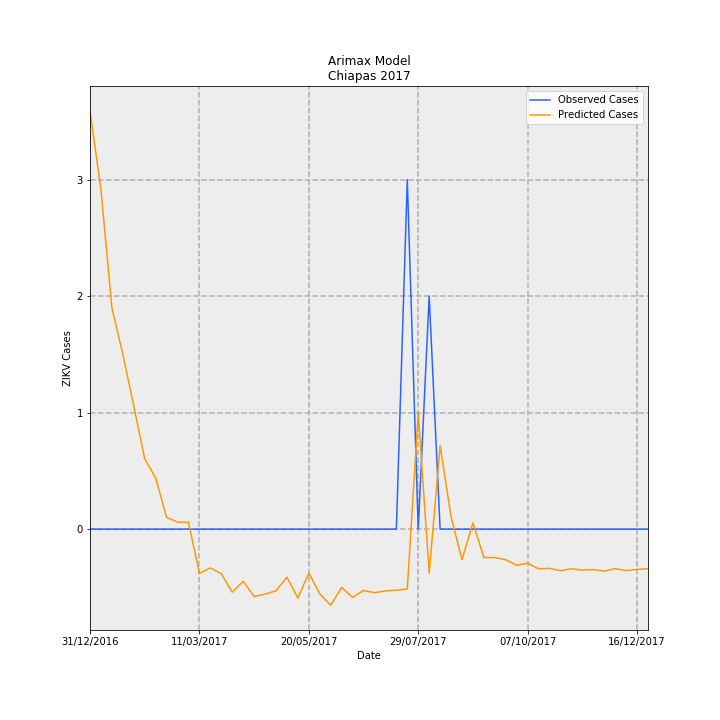 Arimax Model
Chiapas 2017
Observed Cases
Predicted Cases
3
2
1
0
ZIKV Cases
31/12/2016
11/03/2017
20/05/2017
29/07/2017
07/10/2017
16/12/2017
Date